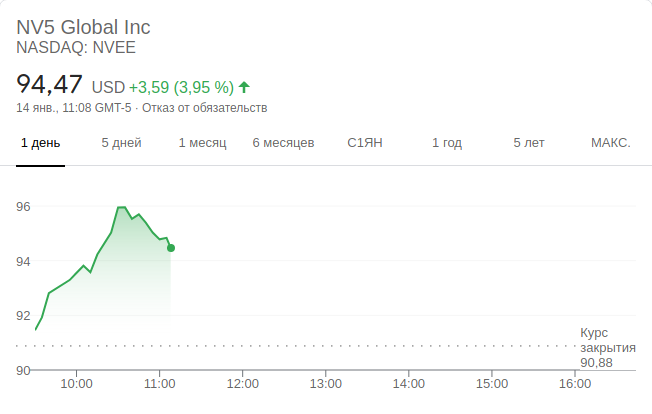 NV5 Global Inc
NASDAQ: NVEE
94,47 USD +3,59 (3,95 %)
14 янв., 11:08 GMT-5 · Отказ от обязательств
1 день 5 дней 1 месяц 6 месяцев С1ЯН 1 год 5 лет МАКС.
96
94
92
Курс
закрытия
90,88
90
10:00 11:00 12:00 13:00 14:00 15:00 16:00